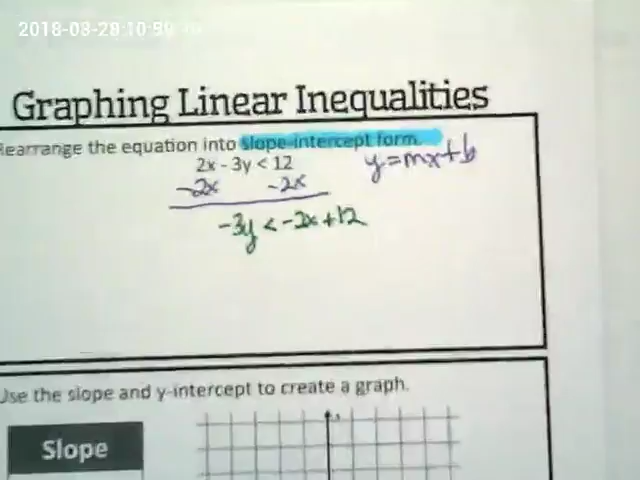 2018-08-28 10:59
Graphing Linear Inequalities
Rearrange the equation into slope-intercept form.
2x - 3y < 12
y=mx+b
-2x -2x
-3y < -2x +12
Use the slope and y-intercept to create a graph.
Slope